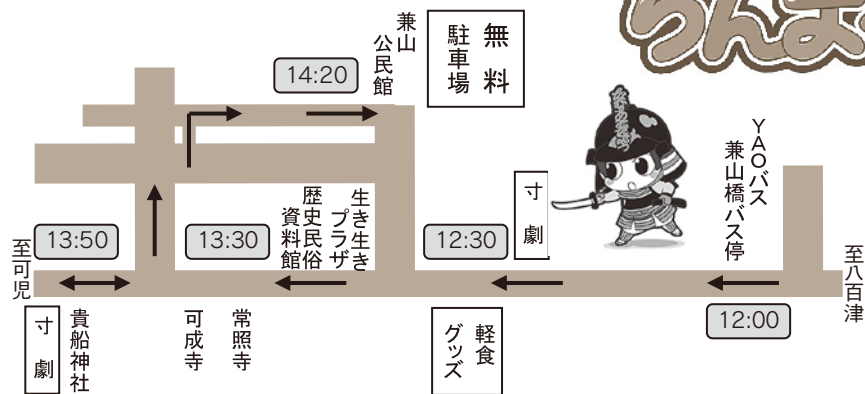 らんま
兼山
公民館
無料
駐車場
14:20
YAOバス
兼山橋バス停
寸劇
生き生き
プラザ
歴史民俗
資料館
至可児
13:50
13:30
12:30
至八百津
12:00
寸劇
貴船神社
可成寺
常照寺
軽食
グッズ